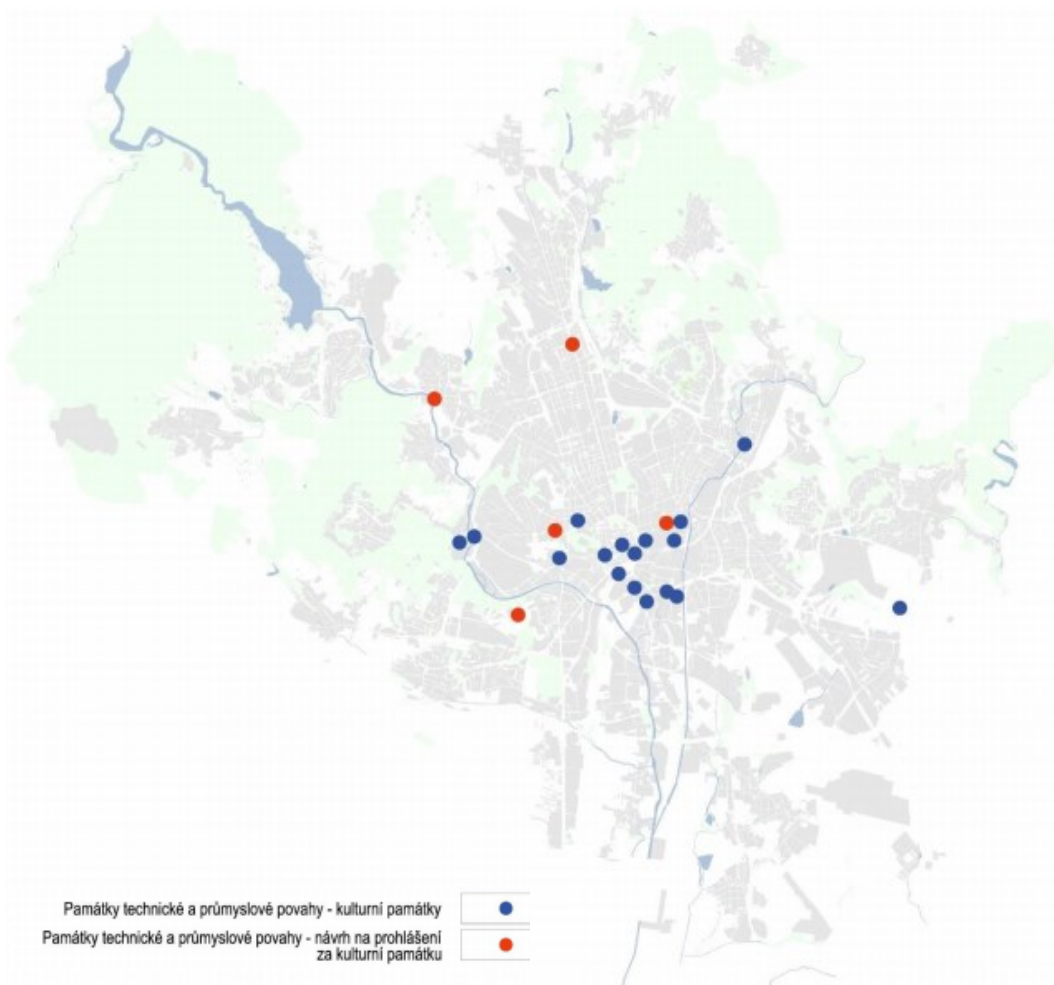 Památky technické a průmyslové povahy - kulturní památky
Památky technické a průmyslové povahy - návrh na prohlášení
za kulturní památku